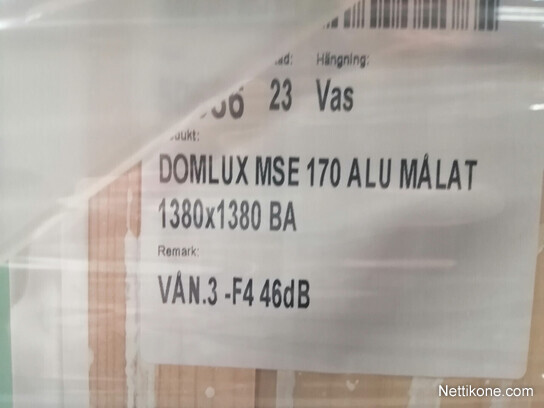 Hängning:
23 Vas
DOMLUX MSE 170 ALU MÅLAT
1380x1380 BA
Remark:
VÅN.3 -F4 46dB
Nettikone.com